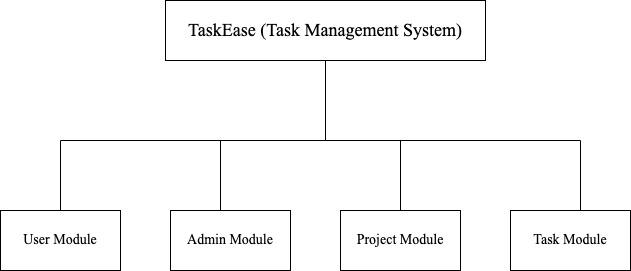 TaskEase (Task Management System)
User Module
Admin Module
Project Module
Task Module